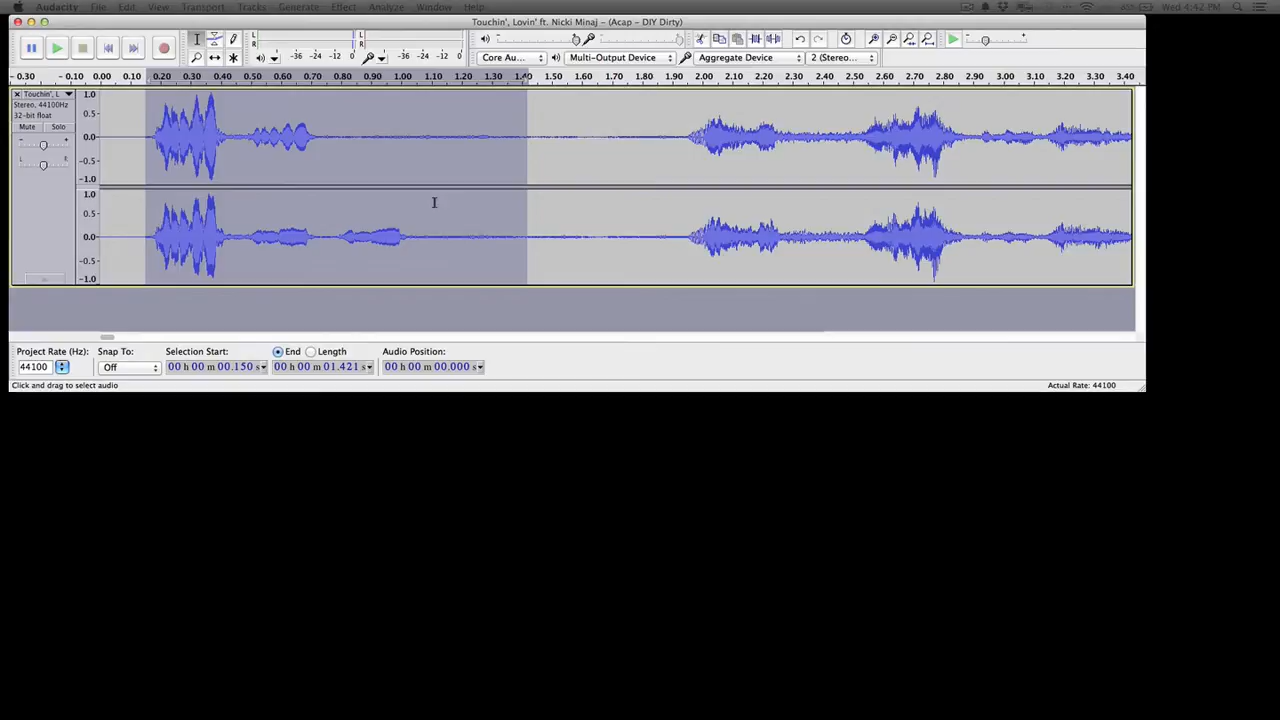 Audacity File Edit View Transport Tracks Generate Effect Analyze Window Help Wed 4:42 PM
Touchin', Lovin' ft. Nicki Minaj – (Acap – DIY Dirty)
L R L R
-36 -24 -12 0 -36 -24 -12 0 Core Au... Multi-Output Device Aggregate Device 2 (Stereo...
-0.30 -0.10 0.00 0.10 0.20 0.30 0.40 0.50 0.60 0.70 0.80 0.90 1.00 1.10 1.20 1.30 1.40 1.50 1.60 1.70 1.80 1.90 2.00 2.10 2.20 2.30 2.40 2.50 2.60 2.70 2.80 2.90 3.00 3.10 3.20 3.30 3.40
Touchin', L 1.0
Stereo, 44100Hz
32-bit float 0.5
Mute Solo
- + 0.0
L R -0.5
-1.0
1.0
0.5
0.0
-0.5
-1.0
Project Rate (Hz): Snap To: Selection Start: End Length Audio Position:
44100 Off 00 h 00 m 00.150 s 00 h 00 m 01.421 s 00 h 00 m 00.000 s
Click and drag to select audio Actual Rate: 44100